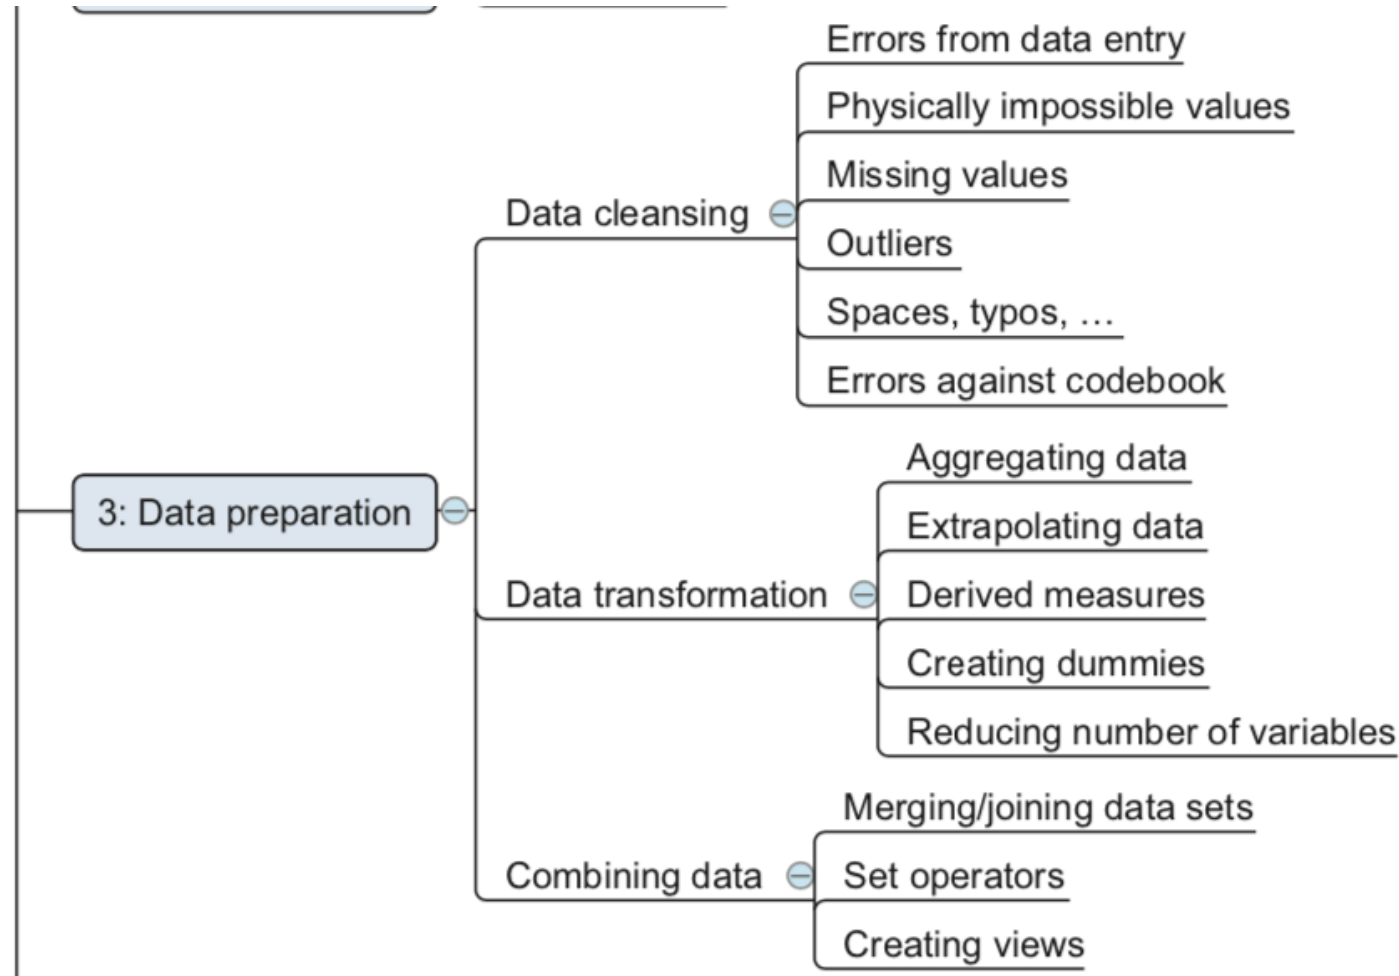 Errors from data entry
Physically impossible values
Missing values
Data cleansing
Outliers
Spaces, typos, …
Errors against codebook
3: Data preparation
Aggregating data
Extrapolating data
Data transformation
Derived measures
Creating dummies
Reducing number of variables
Merging/joining data sets
Combining data
Set operators
Creating views